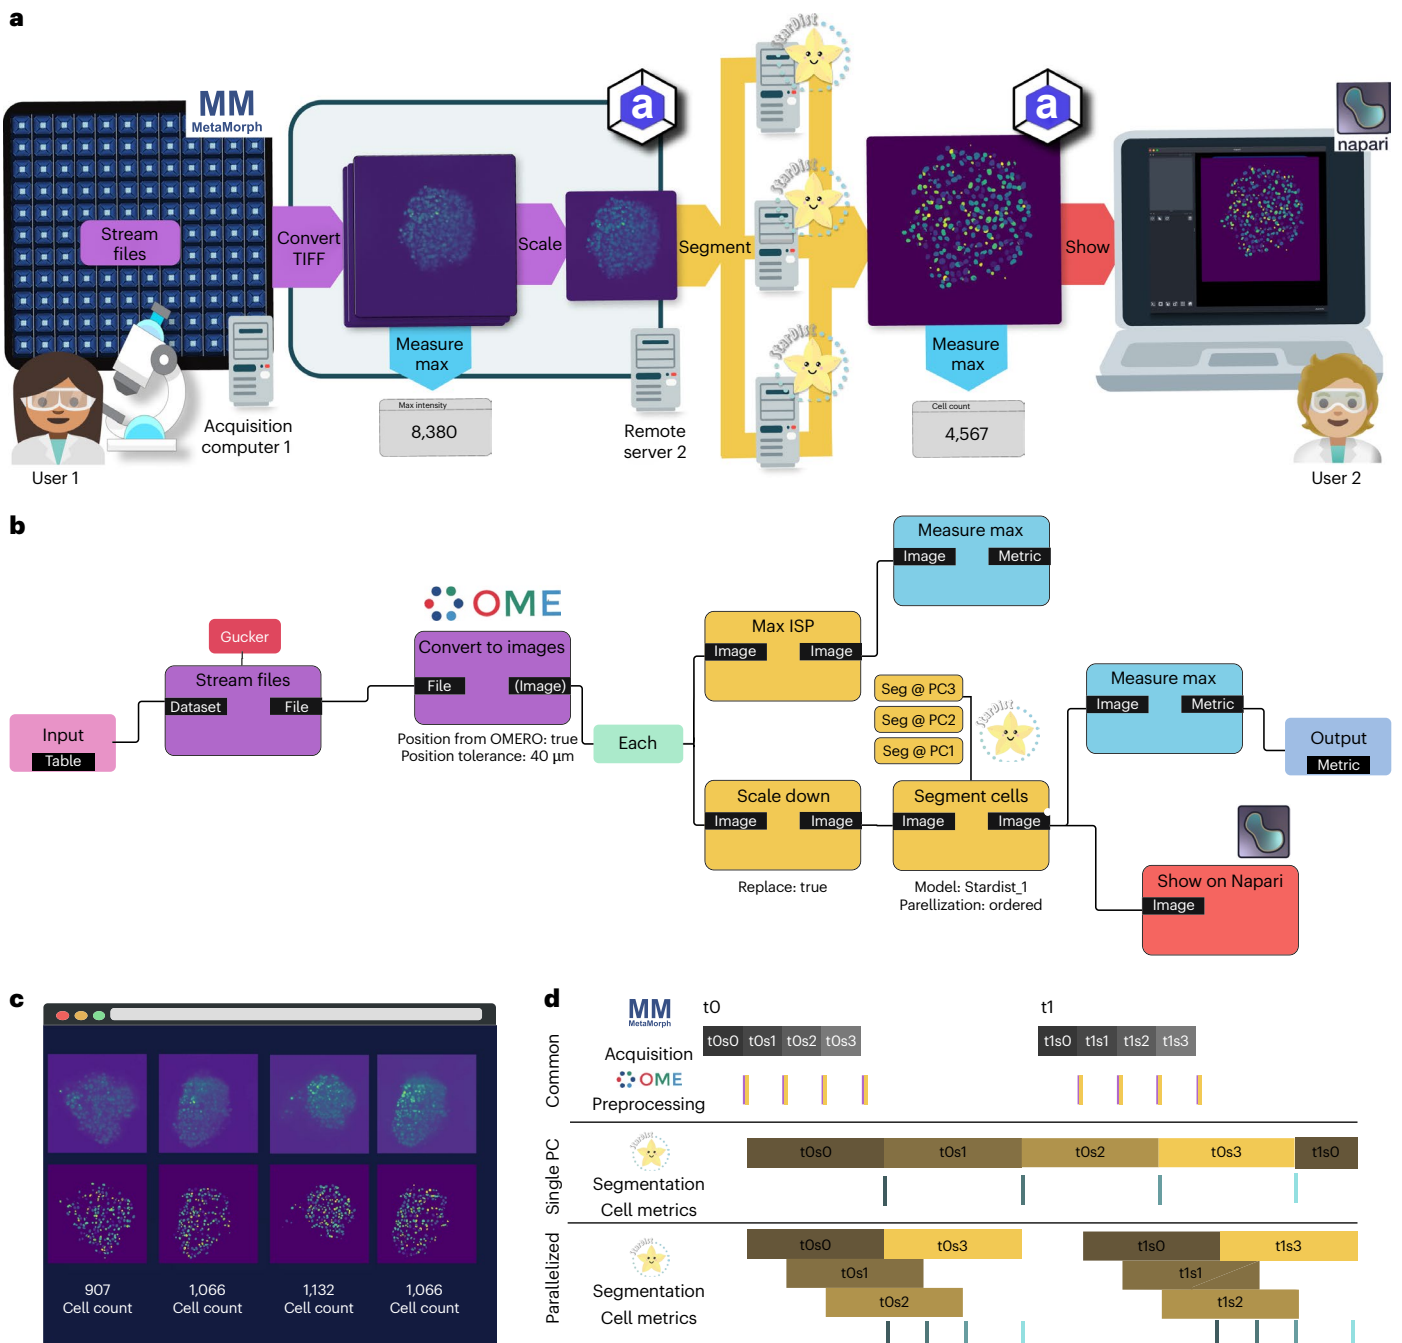 a
MM
MetaMorph
Stream
files
Convert
TIFF
Scale
Segment
Show
StarDist
StarDist
StarDist
a
a
napari
Measure
max
Measure
max
Max intensity
8,380
Cell count
4,567
Acquisition
computer 1
Remote
server 2
User 1
User 2
b
Measure max
Image Metric
OME
Gucker
Max ISP
Image Image
Convert to images
File (Image)
Stream files
Dataset File
Position from OMERO: true
Position tolerance: 40 µm
Input
Table
Each
Seg @ PC3
Seg @ PC2
Seg @ PC1
StarDist
Measure max
Image Metric
Output
Metric
Scale down
Image Image
Replace: true
Segment cells
Image Image
Model: Stardist_1
Parellization: ordered
Show on Napari
Image
c
907
Cell count
1,066
Cell count
1,132
Cell count
1,066
Cell count
d
MM
MetaMorph
t0
t1
Common
Acquisition
t0s0 t0s1 t0s2 t0s3
t1s0 t1s1 t1s2 t1s3
OME
Preprocessing
Single PC
StarDist
Segmentation
Cell metrics
t0s0 t0s1 t0s2 t0s3 t1s0
Parallelized
StarDist
Segmentation
Cell metrics
t0s0 t0s3
t0s1
t0s2
t1s0 t1s3
t1s1
t1s2